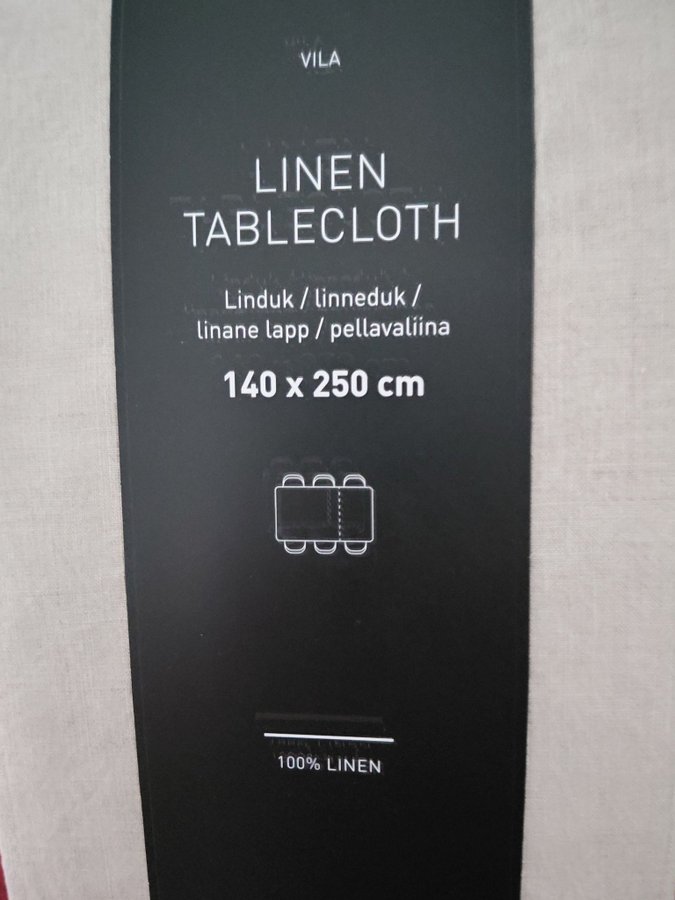 VILA
LINEN
TABLECLOTH
Linduk / linneduk /
linane lapp / pellavaliina
140 x 250 cm
100% LINEN